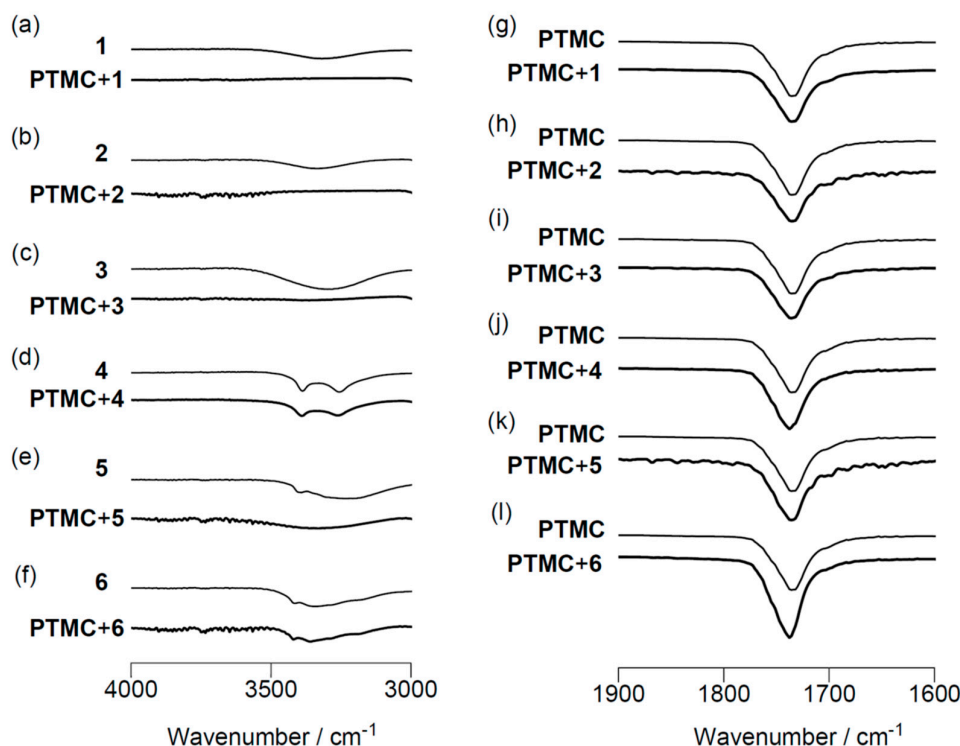 (a)
1
PTMC+1
(b)
2
PTMC+2
(c)
3
PTMC+3
(d)
4
PTMC+4
(e)
5
PTMC+5
(f)
6
PTMC+6
4000 3500 3000
Wavenumber / cm⁻¹
(g)
PTMC
PTMC+1
(h)
PTMC
PTMC+2
(i)
PTMC
PTMC+3
(j)
PTMC
PTMC+4
(k)
PTMC
PTMC+5
(l)
PTMC
PTMC+6
1900 1800 1700 1600
Wavenumber / cm⁻¹